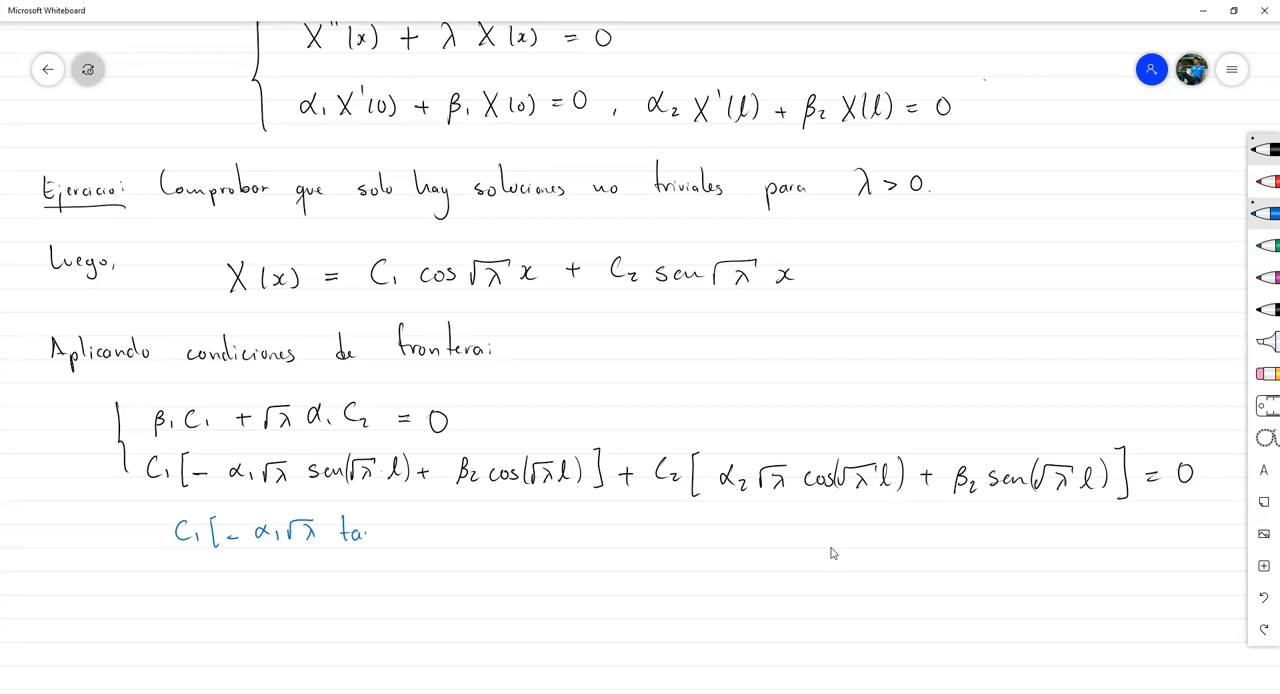 Microsoft Whiteboard
X''(x) + λ X(x) = 0
α₁ X'(0) + β₁ X(0) = 0 , α₂ X'(l) + β₂ X(l) = 0
Ejercicio: Comprobar que solo hay soluciones no triviales para λ > 0.
Luego, X(x) = C₁ cos √λ x + C₂ sen √λ x
Aplicando condiciones de frontera:
β₁ C₁ + √λ α₁ C₂ = 0
C₁ [- α₁ √λ sen(√λ l) + β₂ cos(√λ l)] + C₂ [α₂ √λ cos(√λ l) + β₂ sen(√λ l)] = 0
C₁ [- α₁ √λ ta
A